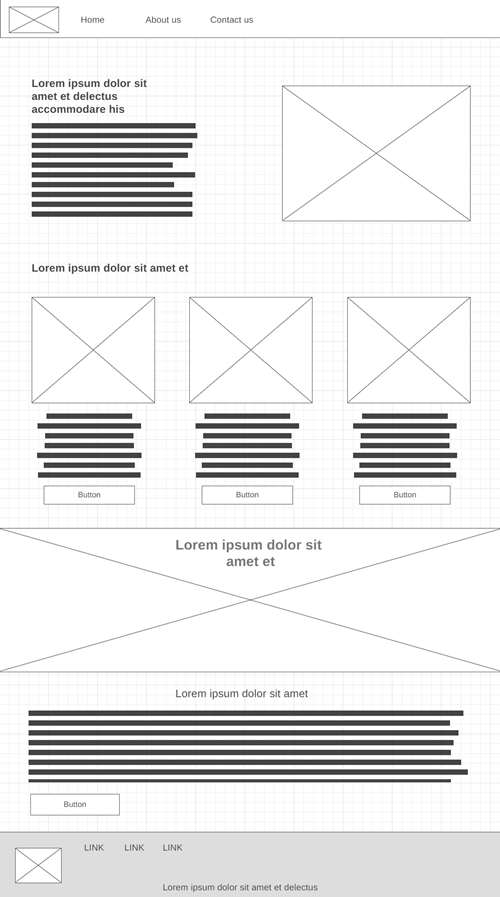 Home About us Contact us
Lorem ipsum dolor sit
amet et delectus
accommodare his
Lorem ipsum dolor sit amet et
Button Button Button
Lorem ipsum dolor sit
amet et
Lorem ipsum dolor sit amet
Button
LINK LINK LINK
Lorem ipsum dolor sit amet et delectus